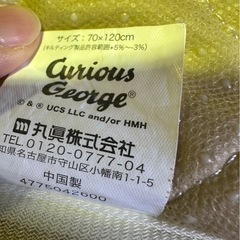 サイズ：70×120cm
(キルティング製品許容範囲+5%〜-3%)
Curious
George®
© & ® UCS LLC and/or HMH
m 丸眞株式会社
TEL 0120-0777-04
知県名古屋市守山区小幡南1-1-5
中国製
4775042600